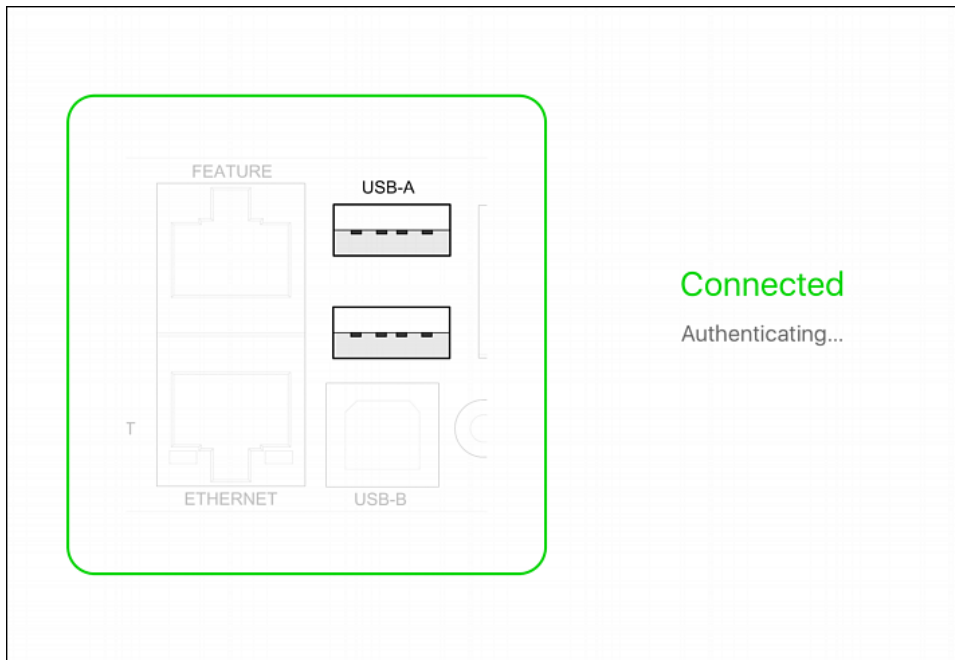 FEATURE
USB-A
T
ETHERNET
USB-B
Connected
Authenticating...